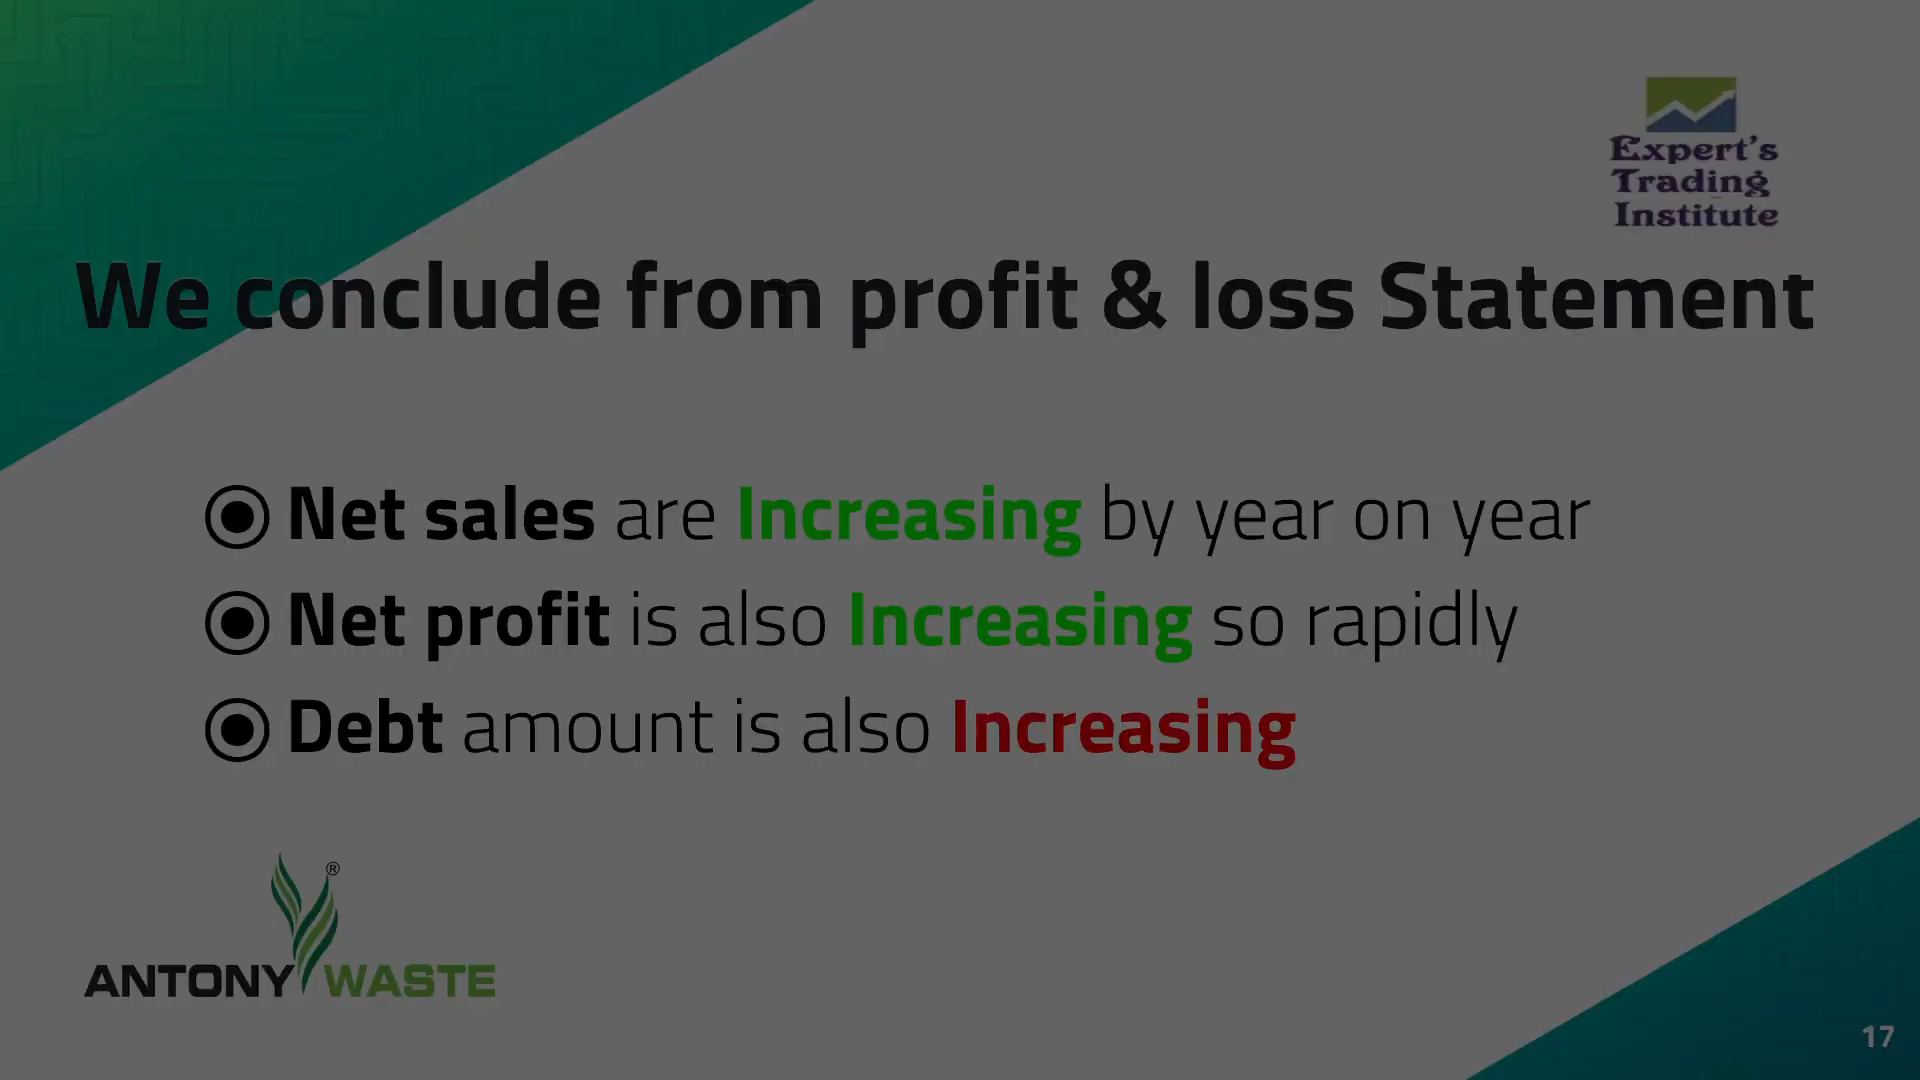 Expert's
Trading
Institute
We conclude from profit & loss Statement
Net sales are Increasing by year on year
Net profit is also Increasing so rapidly
Debt amount is also Increasing
®
ANTONY WASTE
17